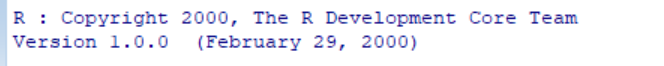 R : Copyright 2000, The R Development Core Team
Version 1.0.0  (February 29, 2000)